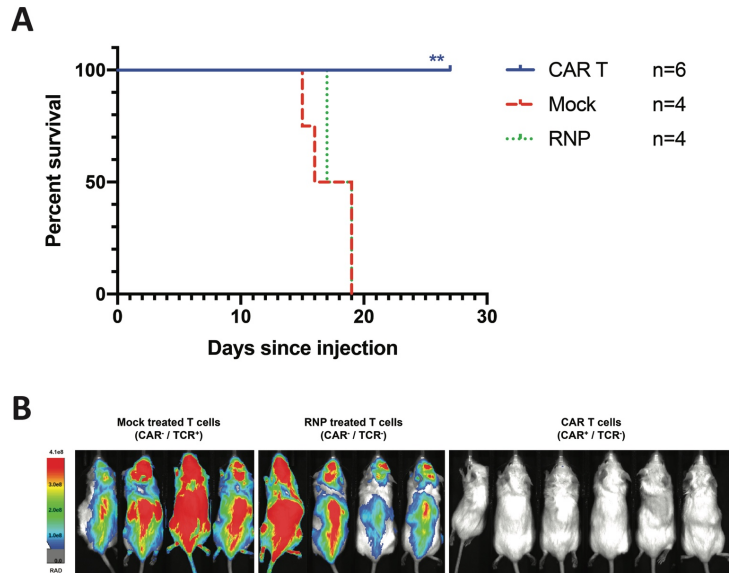 A
Percent survival
100
50
0
0
10
20
30
Days since injection
**
CAR T n=6
Mock n=4
RNP n=4
B
Mock treated T cells
(CAR⁻ / TCR⁺)
RNP treated T cells
(CAR⁻ / TCR⁻)
CAR T cells
(CAR⁺ / TCR⁻)
4.1e8
3.0e8
2.0e8
1.0e8
0.0
RAD